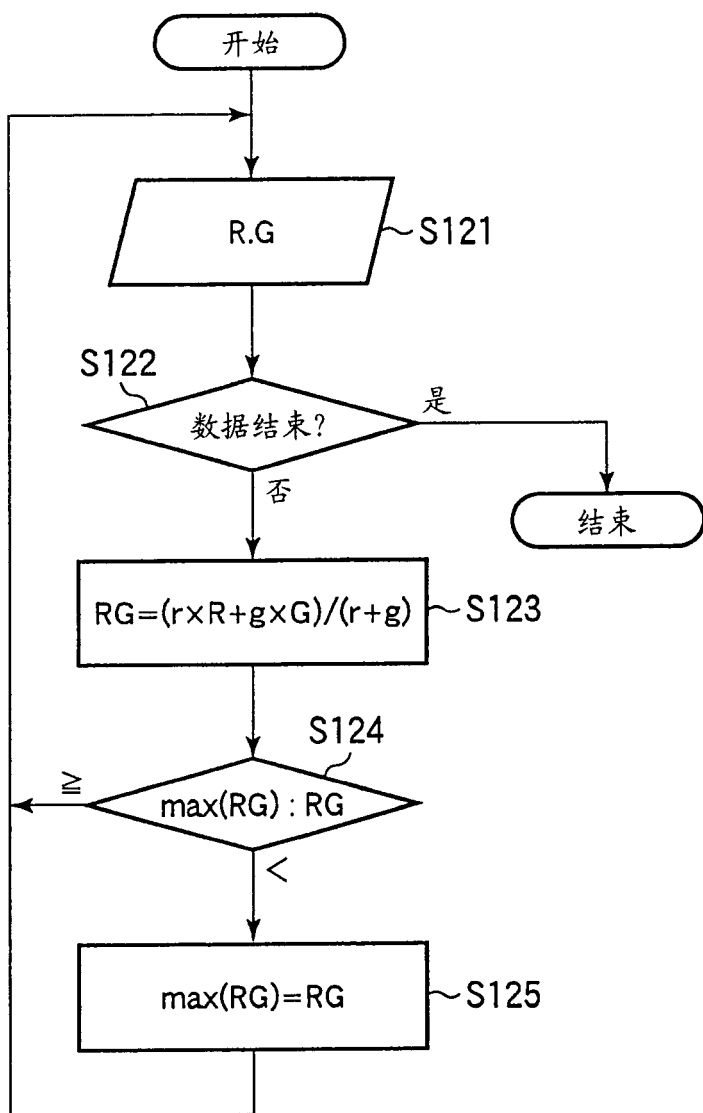 开始
R.G
S121
S122
数据结束?
是
否
结束
RG=(r×R+g×G)/(r+g)
S123
S124
≧
max(RG) : RG
<
max(RG)=RG
S125